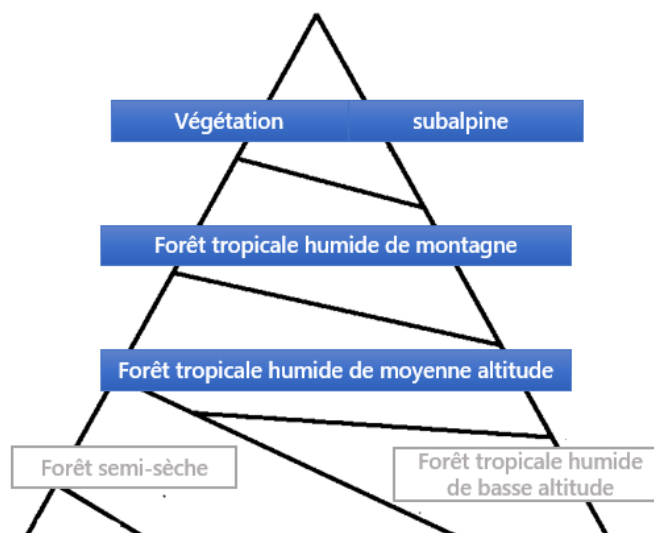 Végétation subalpine
Forêt tropicale humide de montagne
Forêt tropicale humide de moyenne altitude
Forêt semi-sèche
Forêt tropicale humide
de basse altitude